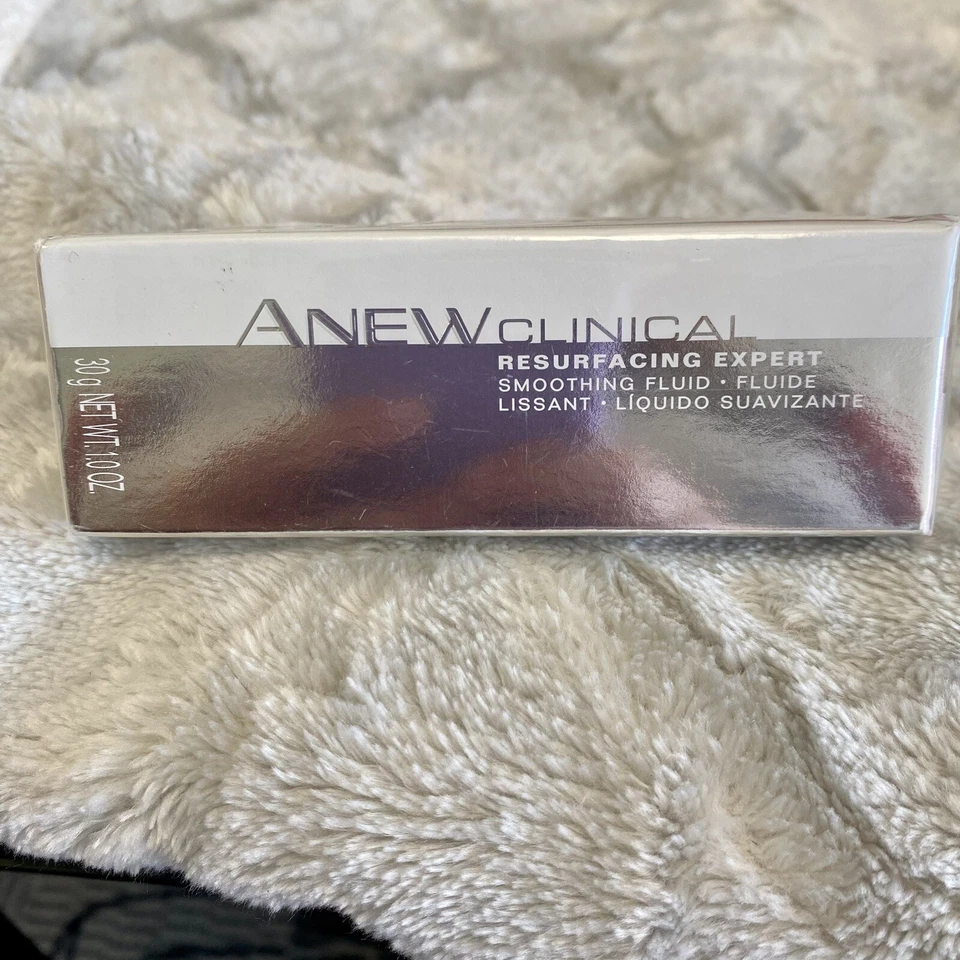 ANEW CLINICAL
RESURFACING EXPERT
SMOOTHING FLUID • FLUIDE
LISSANT • LÍQUIDO SUAVIZANTE
30 g NET WT. 1.0 OZ.